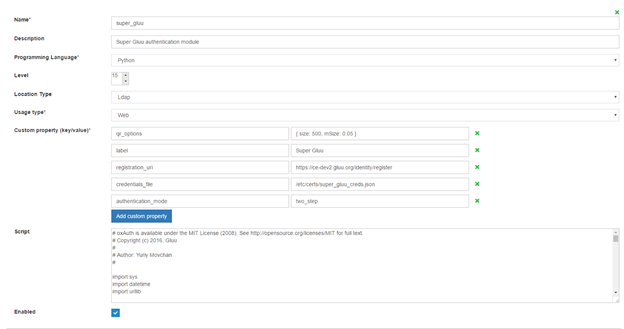 Name*
super_gluu
Description
Super Gluu authentication module
Programming Language*
Python
Level
15
Location Type
Ldap
Usage type*
Web
Custom property (key/value)*
qr_options
{ size: 500, mSize: 0.05 }
label
Super Gluu
registration_uri
https://ce-dev2.gluu.org/identity/register
credentials_file
/etc/certs/super_gluu_creds.json
authentication_mode
two_step
Add custom property
Script
# oxAuth is available under the MIT License (2008). See http://opensource.org/licenses/MIT for full text.
# Copyright (c) 2016, Gluu
#
# Author: Yuriy Movchan
#
import sys
import datetime
import urllib
Enabled